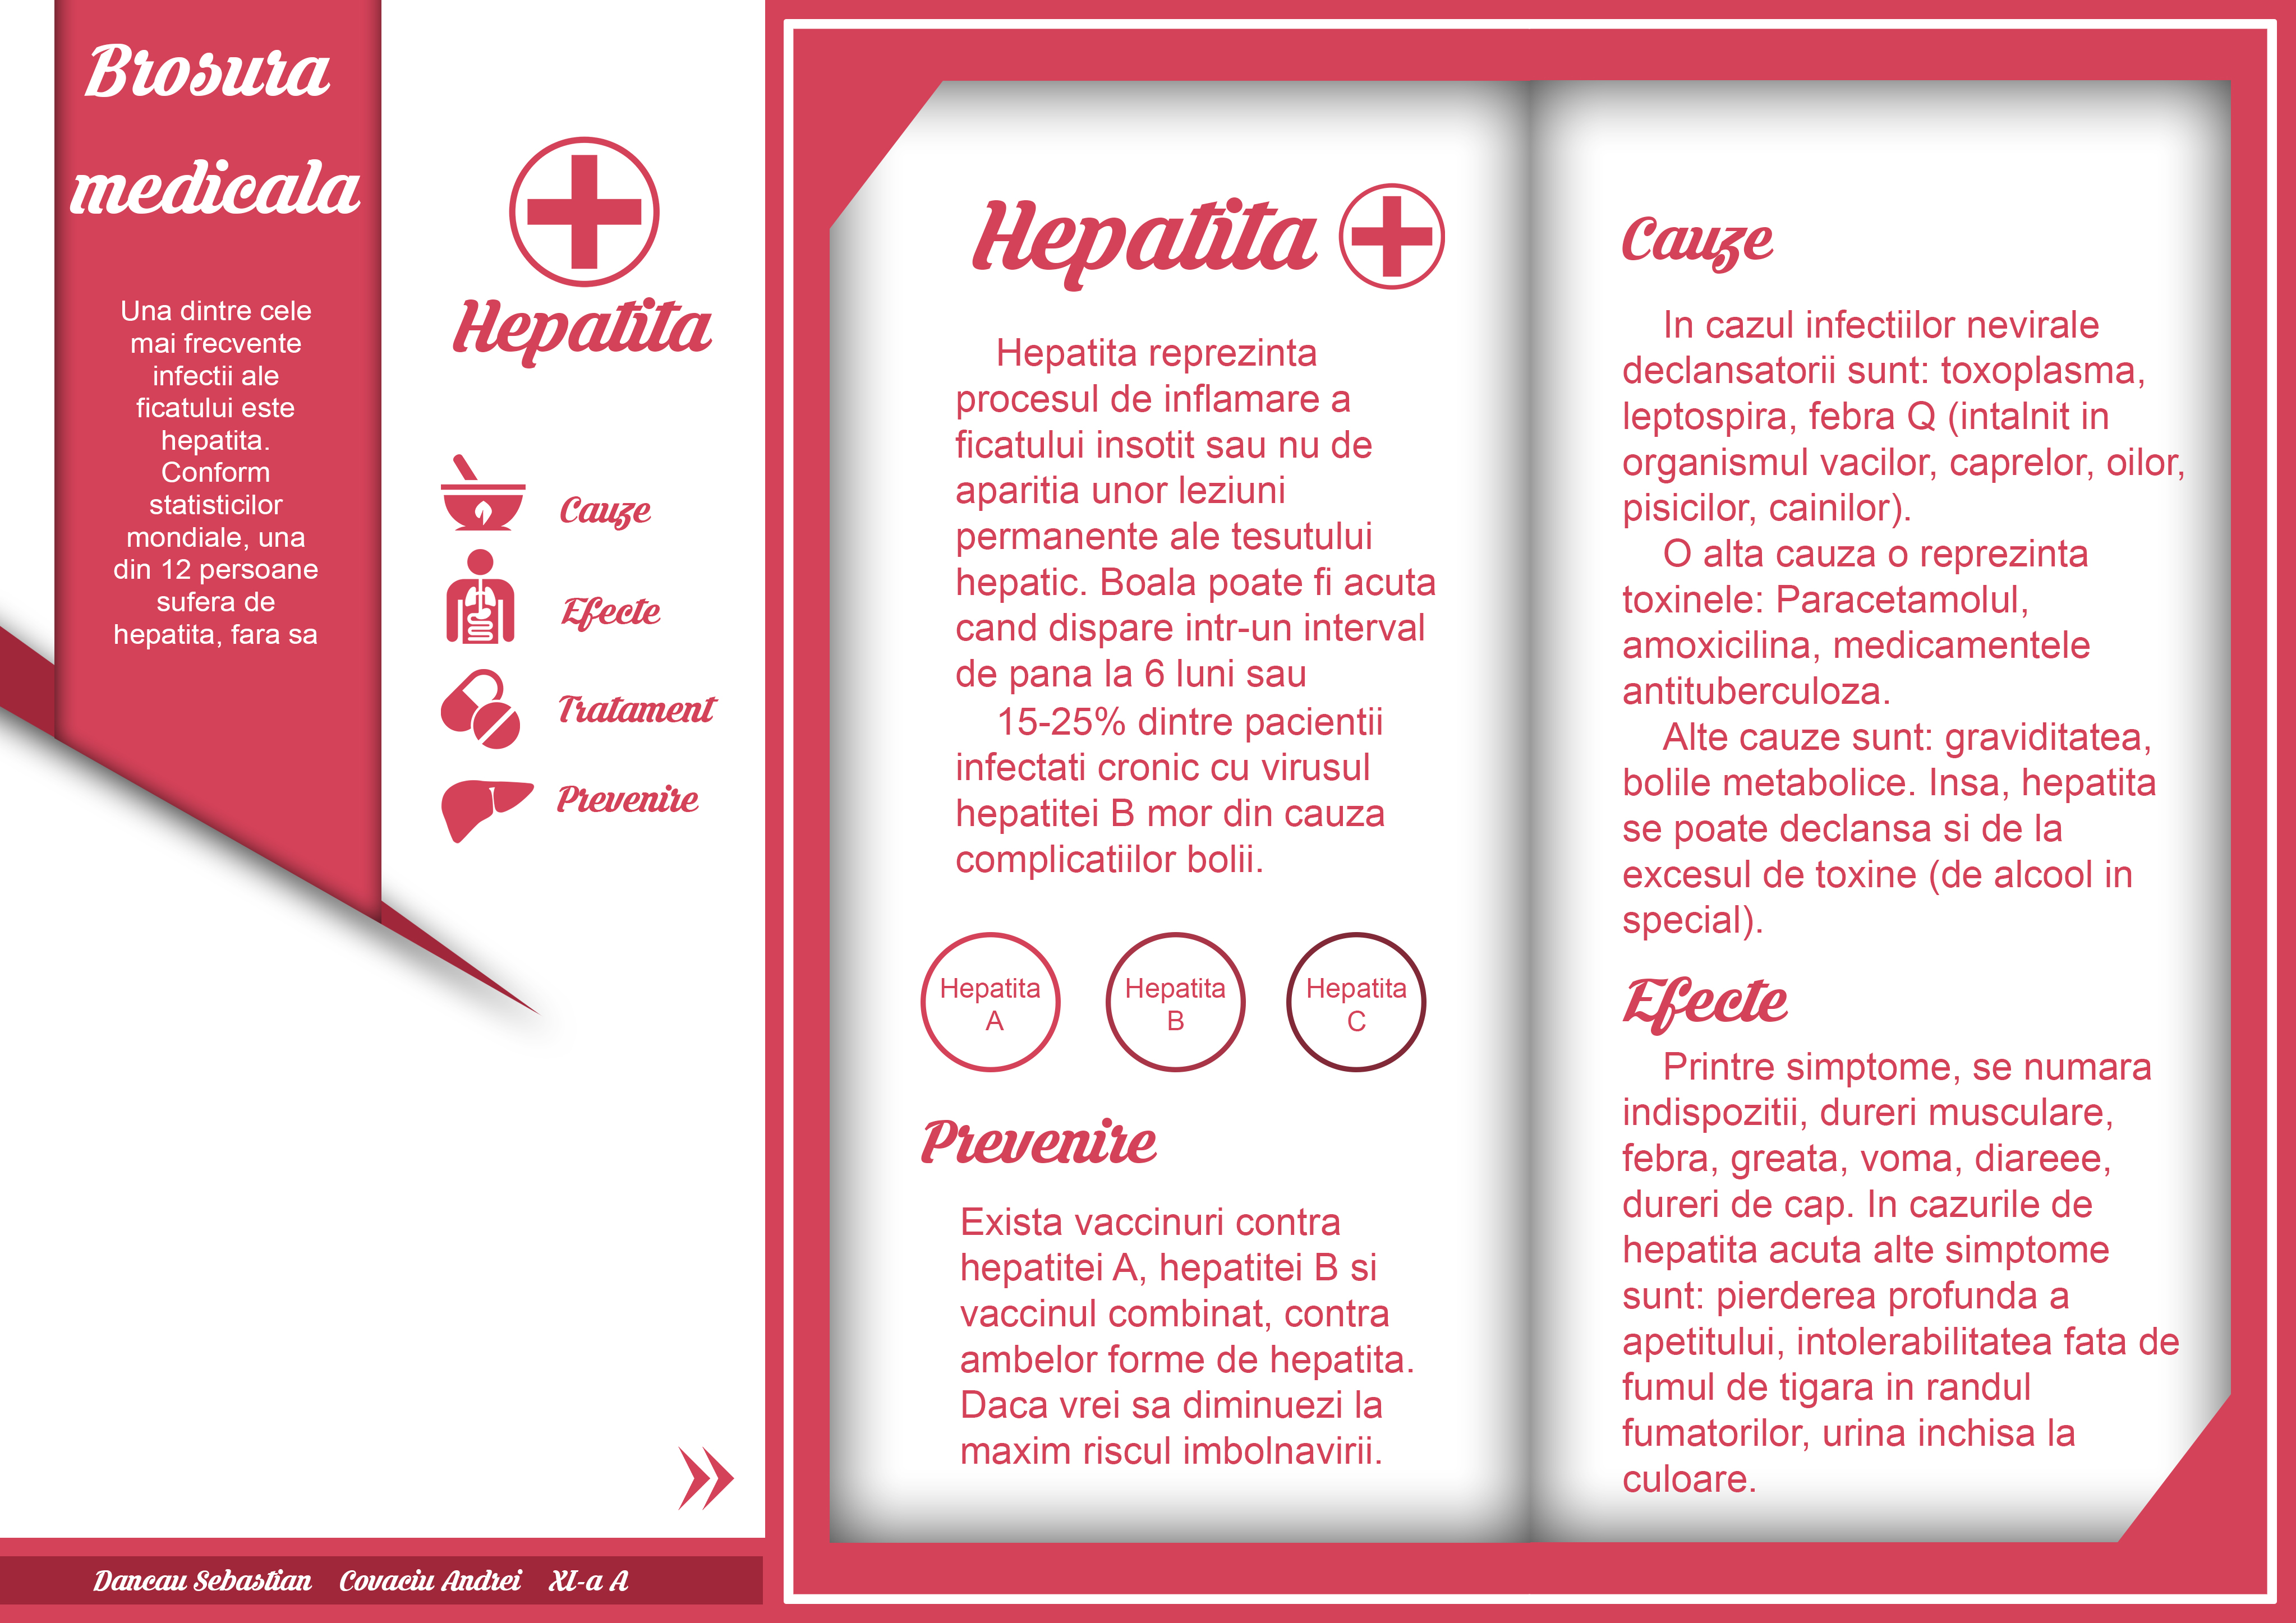 Brosura
medicala
Una dintre cele
mai frecvente
infectii ale
ficatului este
hepatita.
Conform
statisticilor
mondiale, una
din 12 persoane
sufera de
hepatita, fara sa
Hepatita
Cauze
Efecte
Tratament
Prevenire
Dancau Sebastian Covaciu Andrei XI-a A
Hepatita
Hepatita reprezinta
procesul de inflamare a
ficatului insotit sau nu de
aparitia unor leziuni
permanente ale tesutului
hepatic. Boala poate fi acuta
cand dispare intr-un interval
de pana la 6 luni sau
15-25% dintre pacientii
infectati cronic cu virusul
hepatitei B mor din cauza
complicatiilor bolii.
Hepatita
A
Hepatita
B
Hepatita
C
Prevenire
Exista vaccinuri contra
hepatitei A, hepatitei B si
vaccinul combinat, contra
ambelor forme de hepatita.
Daca vrei sa diminuezi la
maxim riscul imbolnavirii.
Cauze
In cazul infectiilor nevirale
declansatorii sunt: toxoplasma,
leptospira, febra Q (intalnit in
organismul vacilor, caprelor, oilor,
pisicilor, cainilor).
O alta cauza o reprezinta
toxinele: Paracetamolul,
amoxicilina, medicamentele
antituberculoza.
Alte cauze sunt: graviditatea,
bolile metabolice. Insa, hepatita
se poate declansa si de la
excesul de toxine (de alcool in
special).
Efecte
Printre simptome, se numara
indispozitii, dureri musculare,
febra, greata, voma, diareee,
dureri de cap. In cazurile de
hepatita acuta alte simptome
sunt: pierderea profunda a
apetitului, intolerabilitatea fata de
fumul de tigara in randul
fumatorilor, urina inchisa la
culoare.